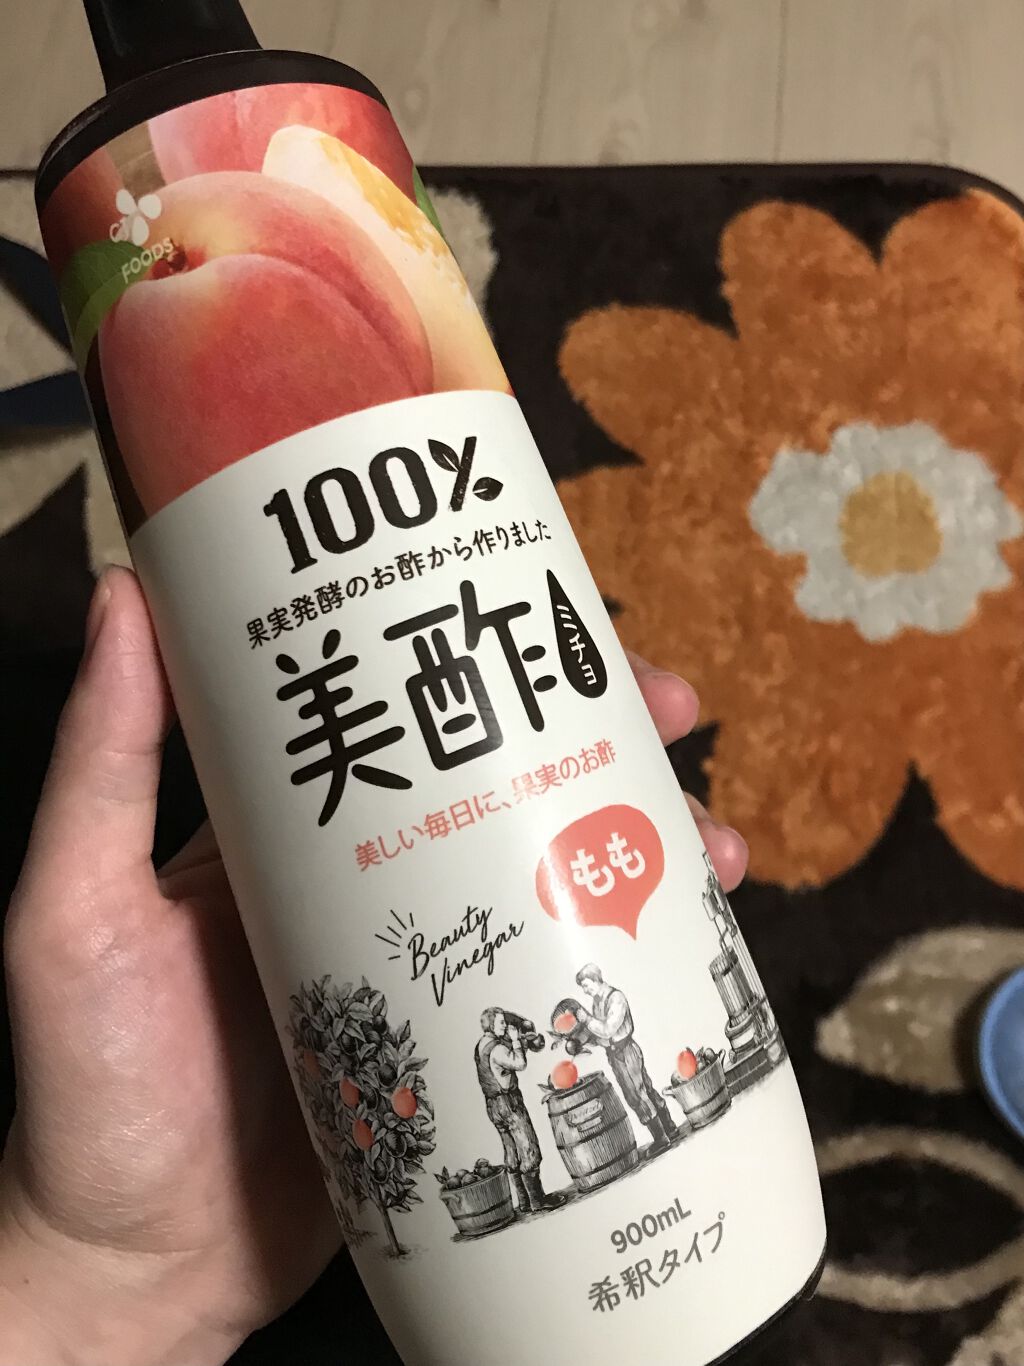 CJ
FOODS
100%
果実発酵のお酢から作りました
美酢
ミチョ
美しい毎日に、果実のお酢
もも
Beauty
Vinegar
900mL
希釈タイプ